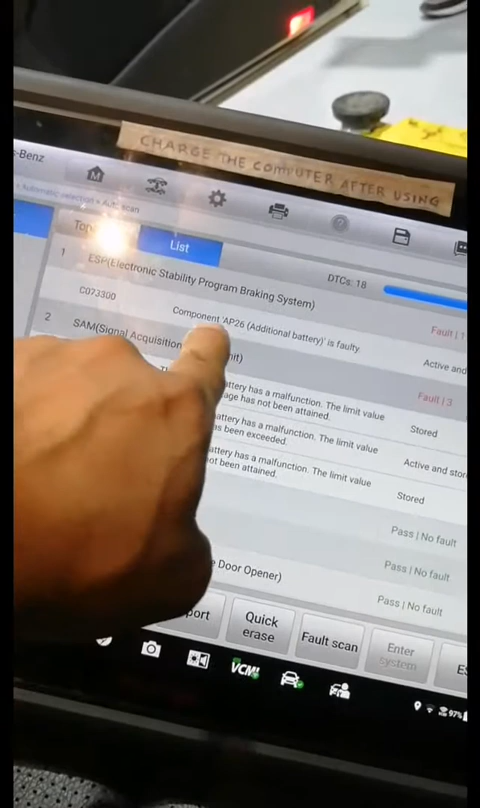 CHARGE THE COMPUTER AFTER USING
-Benz
Automatic selection > Auto scan
List
DTCs: 18
1 ESP(Electronic Stability Program Braking System)
Fault | 1
C073300
Component 'AP26 (Additional battery)' is faulty.
Active and
2 SAM(Signal Acquisition
Fault | 3
attery has a malfunction. The limit value
age has not been attained.
Stored
attery has a malfunction. The limit value
as been exceeded.
Active and stor
attery has a malfunction. The limit value
ot been attained.
Stored
Pass | No fault
Pass | No fault
e Door Opener)
Pass | No fault
port
Quick erase
Fault scan
Enter system
ES
VCMI
97%